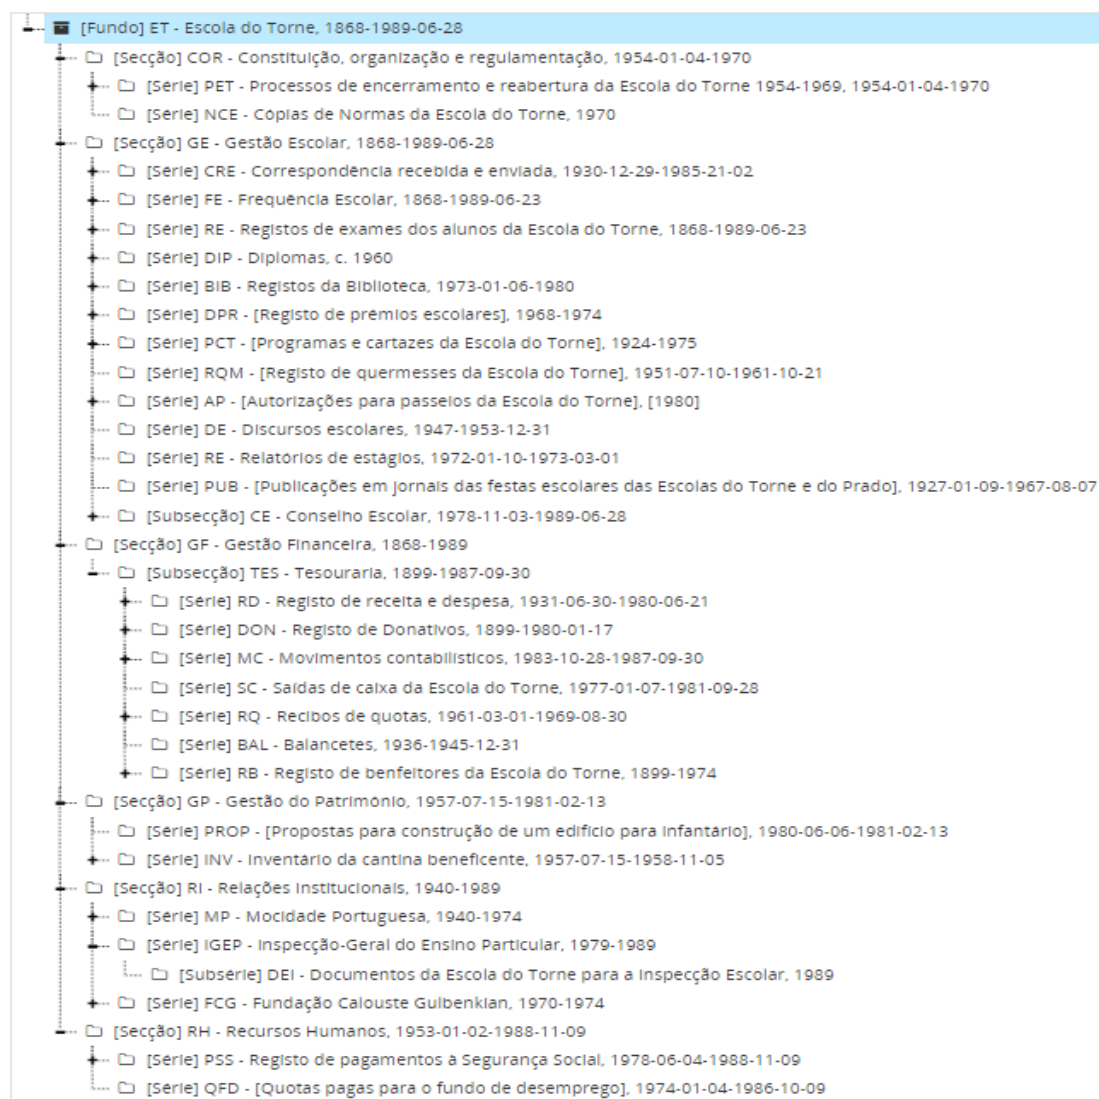 [Fundo] ET - Escola do Torne, 1868-1989-06-28
[Secção] COR - Constituição, organização e regulamentação, 1954-01-04-1970
[Série] PET - Processos de encerramento e reabertura da Escola do Torne 1954-1969, 1954-01-04-1970
[Série] NCE - Cópias de Normas da Escola do Torne, 1970
[Secção] GE - Gestão Escolar, 1868-1989-06-28
[Série] CRE - Correspondência recebida e enviada, 1930-12-29-1985-21-02
[Série] FE - Frequência Escolar, 1868-1989-06-23
[Série] RE - Registos de exames dos alunos da Escola do Torne, 1868-1989-06-23
[Série] DIP - Diplomas, c. 1960
[Série] BIB - Registos da Biblioteca, 1973-01-06-1980
[Série] DPR - [Registo de prémios escolares], 1968-1974
[Série] PCT - [Programas e cartazes da Escola do Torne], 1924-1975
[Série] RQM - [Registo de quermesses da Escola do Torne], 1951-07-10-1961-10-21
[Série] AP - [Autorizações para passeios da Escola do Torne], [1980]
[Série] DE - Discursos escolares, 1947-1953-12-31
[Série] RE - Relatórios de estágios, 1972-01-10-1973-03-01
[Série] PUB - [Publicações em jornais das festas escolares das Escolas do Torne e do Prado], 1927-01-09-1967-08-07
[Subsecção] CE - Conselho Escolar, 1978-11-03-1989-06-28
[Secção] GF - Gestão Financeira, 1868-1989
[Subsecção] TES - Tesouraria, 1899-1987-09-30
[Série] RD - Registo de receita e despesa, 1931-06-30-1980-06-21
[Série] DON - Registo de Donativos, 1899-1980-01-17
[Série] MC - Movimentos contabilísticos, 1983-10-28-1987-09-30
[Série] SC - Saídas de caixa da Escola do Torne, 1977-01-07-1981-09-28
[Série] RQ - Recibos de quotas, 1961-03-01-1969-08-30
[Série] BAL - Balancetes, 1936-1945-12-31
[Série] RB - Registo de benfeitores da Escola do Torne, 1899-1974
[Secção] GP - Gestão do Património, 1957-07-15-1981-02-13
[Série] PROP - [Propostas para construção de um edifício para infantário], 1980-06-06-1981-02-13
[Série] INV - Inventário da cantina beneficente, 1957-07-15-1958-11-05
[Secção] RI - Relações Institucionais, 1940-1989
[Série] MP - Mocidade Portuguesa, 1940-1974
[Série] IGEP - Inspecção-Geral do Ensino Particular, 1979-1989
[Subsérie] DEI - Documentos da Escola do Torne para a Inspecção Escolar, 1989
[Série] FCG - Fundação Calouste Gulbenkian, 1970-1974
[Secção] RH - Recursos Humanos, 1953-01-02-1988-11-09
[Série] PSS - Registo de pagamentos à Segurança Social, 1978-06-04-1988-11-09
[Série] QFD - [Quotas pagas para o fundo de desemprego], 1974-01-04-1986-10-09